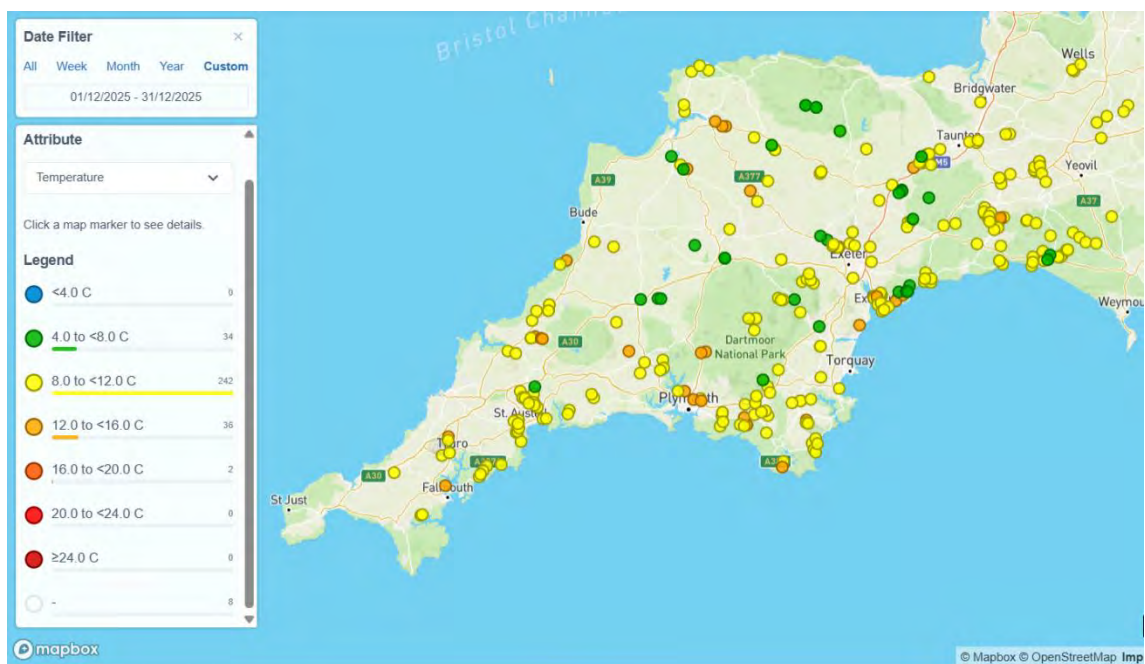 Date Filter ×
All Week Month Year Custom
01/12/2025 - 31/12/2025
Attribute
Temperature
Click a map marker to see details.
Legend
<4.0 C 0
4.0 to <8.0 C 34
8.0 to <12.0 C 242
12.0 to <16.0 C 36
16.0 to <20.0 C 2
20.0 to <24.0 C 0
≥24.0 C 0
- 8
mapbox
Bristol Channel
Wells
Bridgwater
Taunton
M5
Yeovil
A39
A377
A37
Bude
Exeter
Weymou
A30
Dartmoor
National Park
Torquay
Plymouth
St. Austell
Truro
A30
Falmouth
St Just
© Mapbox © OpenStreetMap Imp